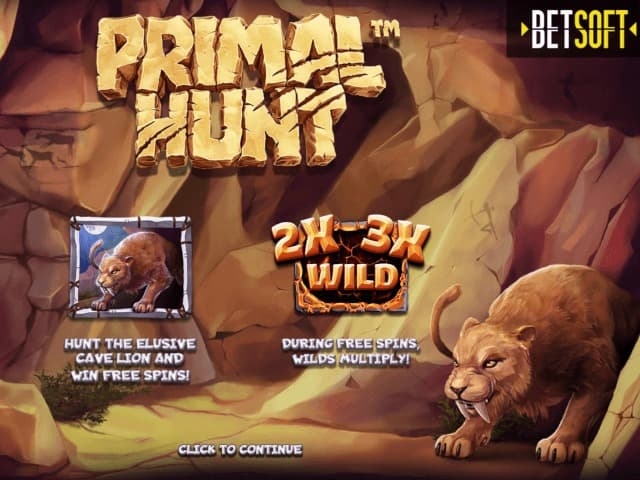 PRIMAL™
HUNT
BETSOFT
2X 3X
WILD
HUNT THE ELUSIVE
CAVE LION AND
WIN FREE SPINS!
DURING FREE SPINS,
WILDS MULTIPLY!
CLICK TO CONTINUE